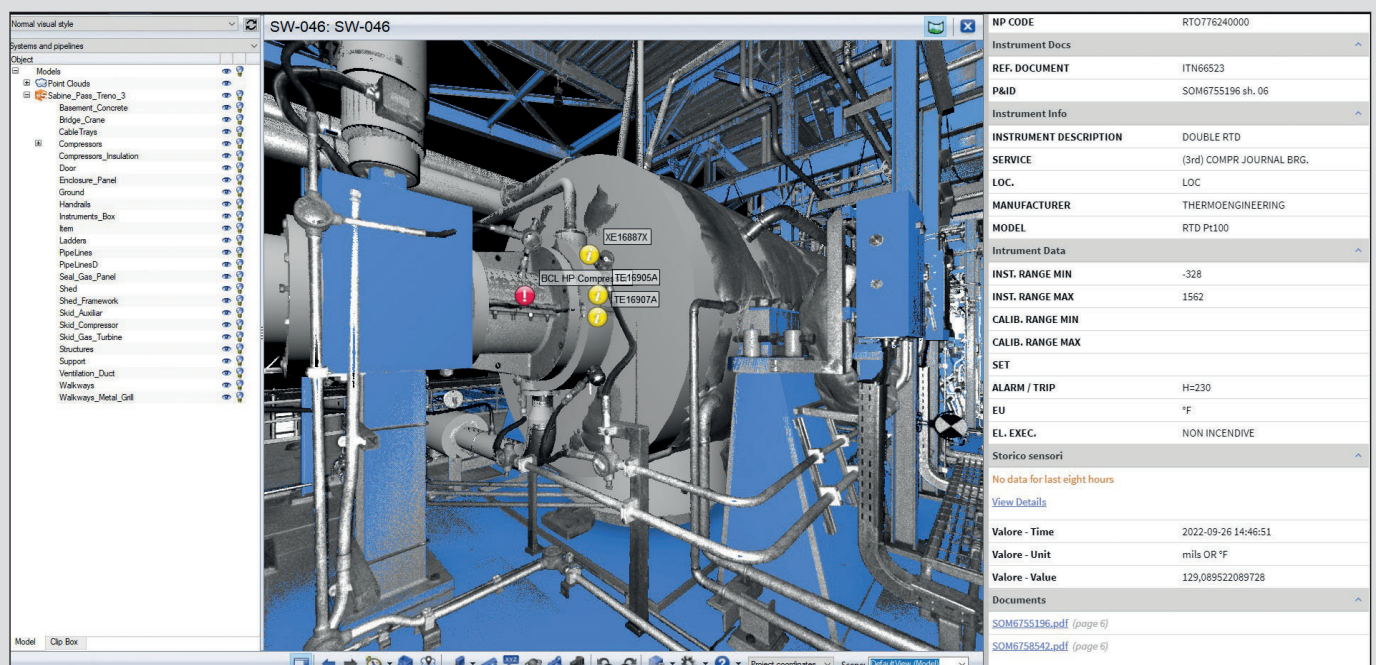 Normal visual style
Systems and pipelines
Object
Models
Point Clouds
Sabine_Pass_Treno_3
Basement_Concrete
Bridge_Crane
CableTrays
Compressors
Compressors_Insulation
Door
Enclosure_Panel
Ground
Handrails
Instruments_Box
Item
Ladders
PipeLines
PipeLinesD
Seal_Gas_Panel
Shed
Shed_Framework
Skid_Auxiliar
Skid_Compressor
Skid_Gas_Turbine
Structures
Support
Ventilation_Duct
Walkways
Walkways_Metal_Grill
Model Clip Box
SW-046: SW-046
XE16887X
BCL HP Compres
TE16905A
TE16907A
XYZ
Project coordinates
Scene:
Default View (Model)
NP CODE RTO776240000
Instrument Docs
REF. DOCUMENT ITN66523
P&ID SOM6755196 sh. 06
Instrument Info
INSTRUMENT DESCRIPTION DOUBLE RTD
SERVICE (3rd) COMPR JOURNAL BRG.
LOC. LOC
MANUFACTURER THERMOENGINEERING
MODEL RTD Pt100
Intrument Data
INST. RANGE MIN -328
INST. RANGE MAX 1562
CALIB. RANGE MIN
CALIB. RANGE MAX
SET
ALARM / TRIP H=230
EU °F
EL. EXEC. NON INCENDIVE
Storico sensori
No data for last eight hours
View Details
Valore - Time 2022-09-26 14:46:51
Valore - Unit mils OR °F
Valore - Value 129,089522089728
Documents
SOM6755196.pdf (page 6)
SOM6758542.pdf (page 6)